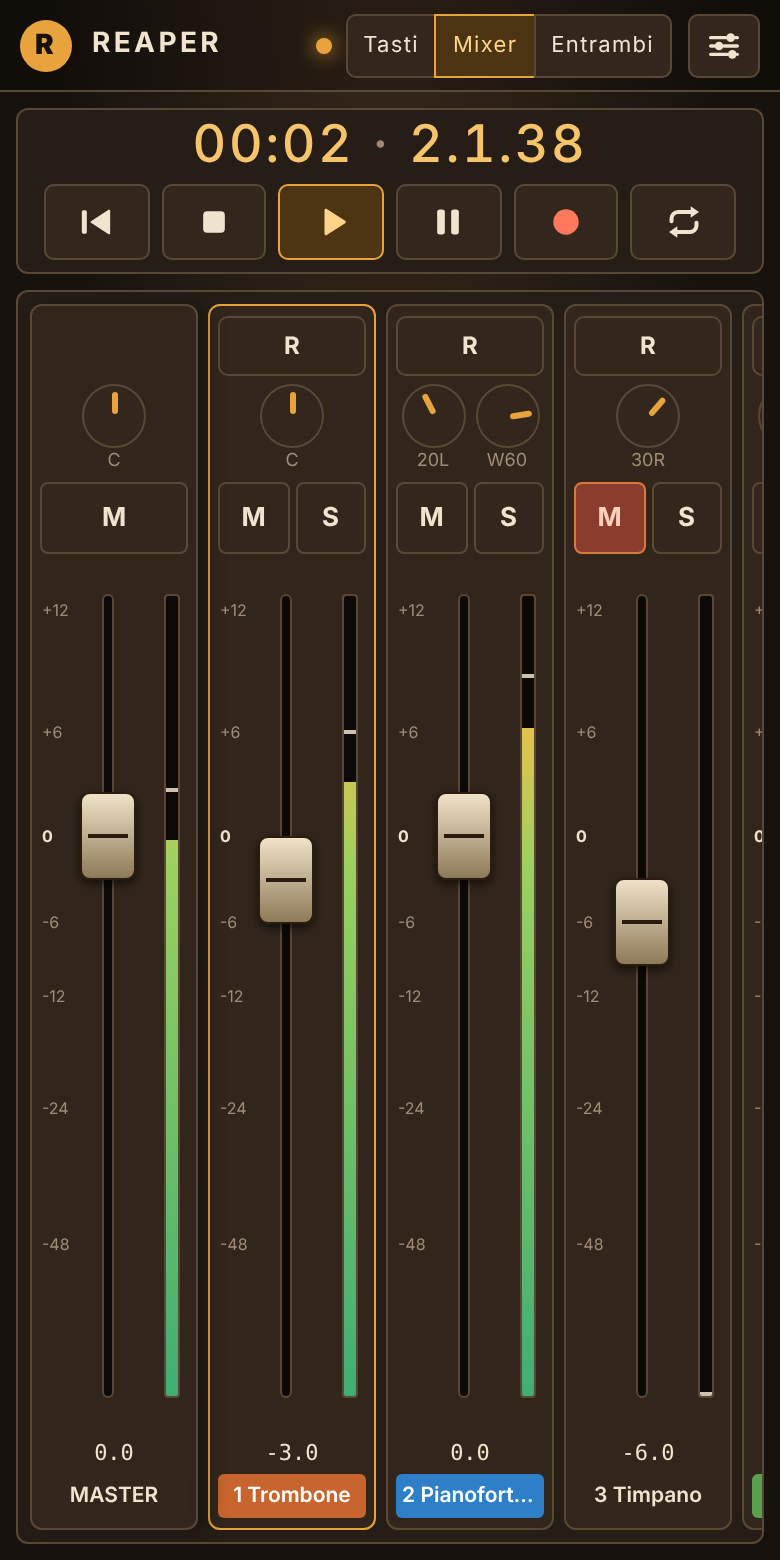 R REAPER Tasti Mixer Entrambi
00:02 · 2.1.38
R R R
C C 20L W60 30R
M M S M S M S
+12 +12 +12 +12
+6 +6 +6 +6
0 0 0 0 0
-6 -6 -6 -6
-12 -12 -12 -12
-24 -24 -24 -24
-48 -48 -48 -48
0.0 -3.0 0.0 -6.0
MASTER 1 Trombone 2 Pianofort... 3 Timpano